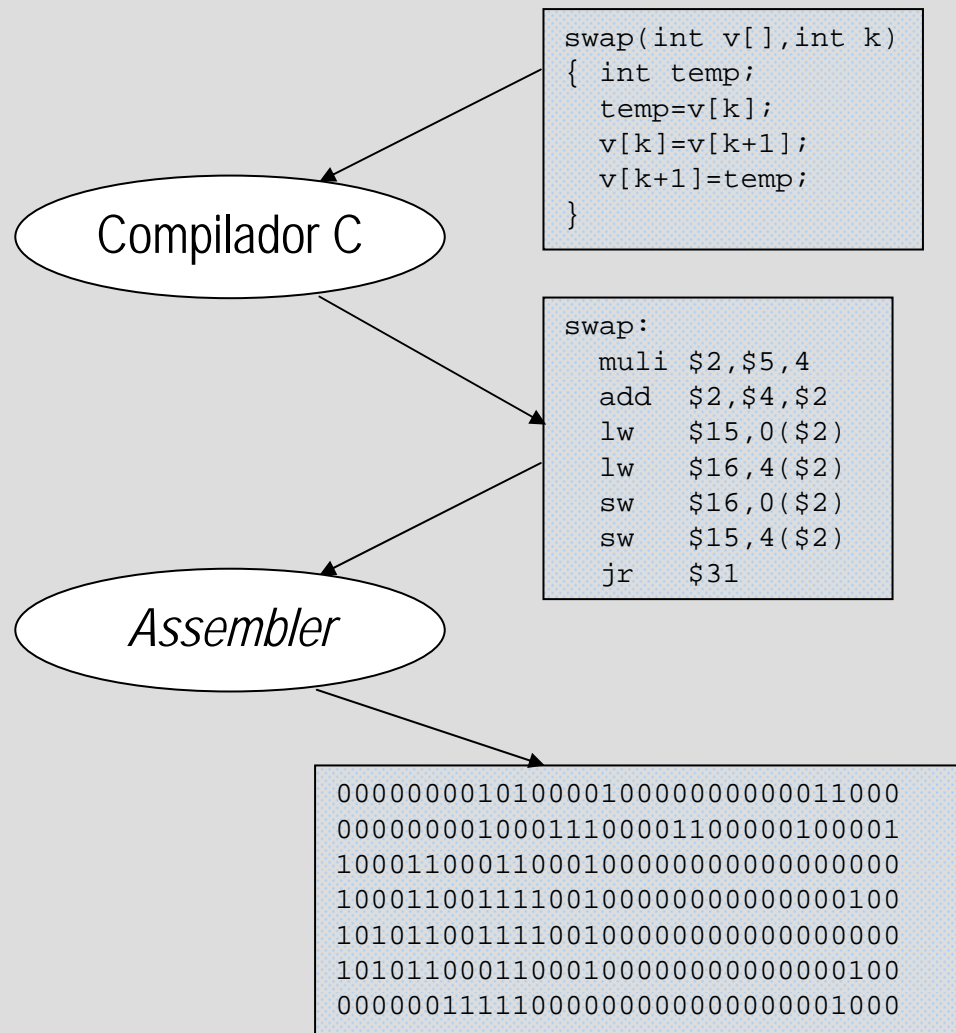 swap(int v[],int k)
{ int temp;
  temp=v[k];
  v[k]=v[k+1];
  v[k+1]=temp;
}
Compilador C
swap:
  muli $2,$5,4
  add  $2,$4,$2
  lw   $15,0($2)
  lw   $16,4($2)
  sw   $16,0($2)
  sw   $15,4($2)
  jr   $31
Assembler
00000000101000010000000000011000
00000000100011100001100000100001
10001100011000100000000000000000
10001100111100100000000000000100
10101100111100100000000000000000
10101100011000100000000000000100
00000011111000000000000000001000